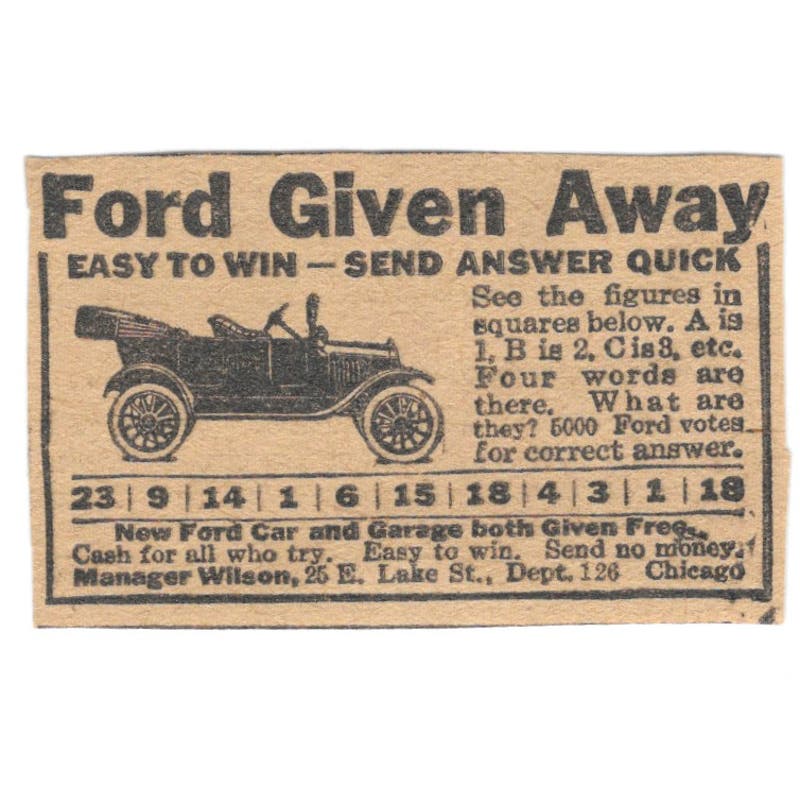 Ford Given Away
EASY TO WIN — SEND ANSWER QUICK
See the figures in
squares below. A is
1, B is 2, C is 3, etc.
Four words are
there. What are
they? 5000 Ford votes
for correct answer.
23 | 9 | 14 | 1 | 6 | 15 | 18 | 4 | 3 | 1 | 18
New Ford Car and Garage both Given Free.
Cash for all who try. Easy to win. Send no money.
Manager Wilson, 25 E. Lake St., Dept. 126 Chicago